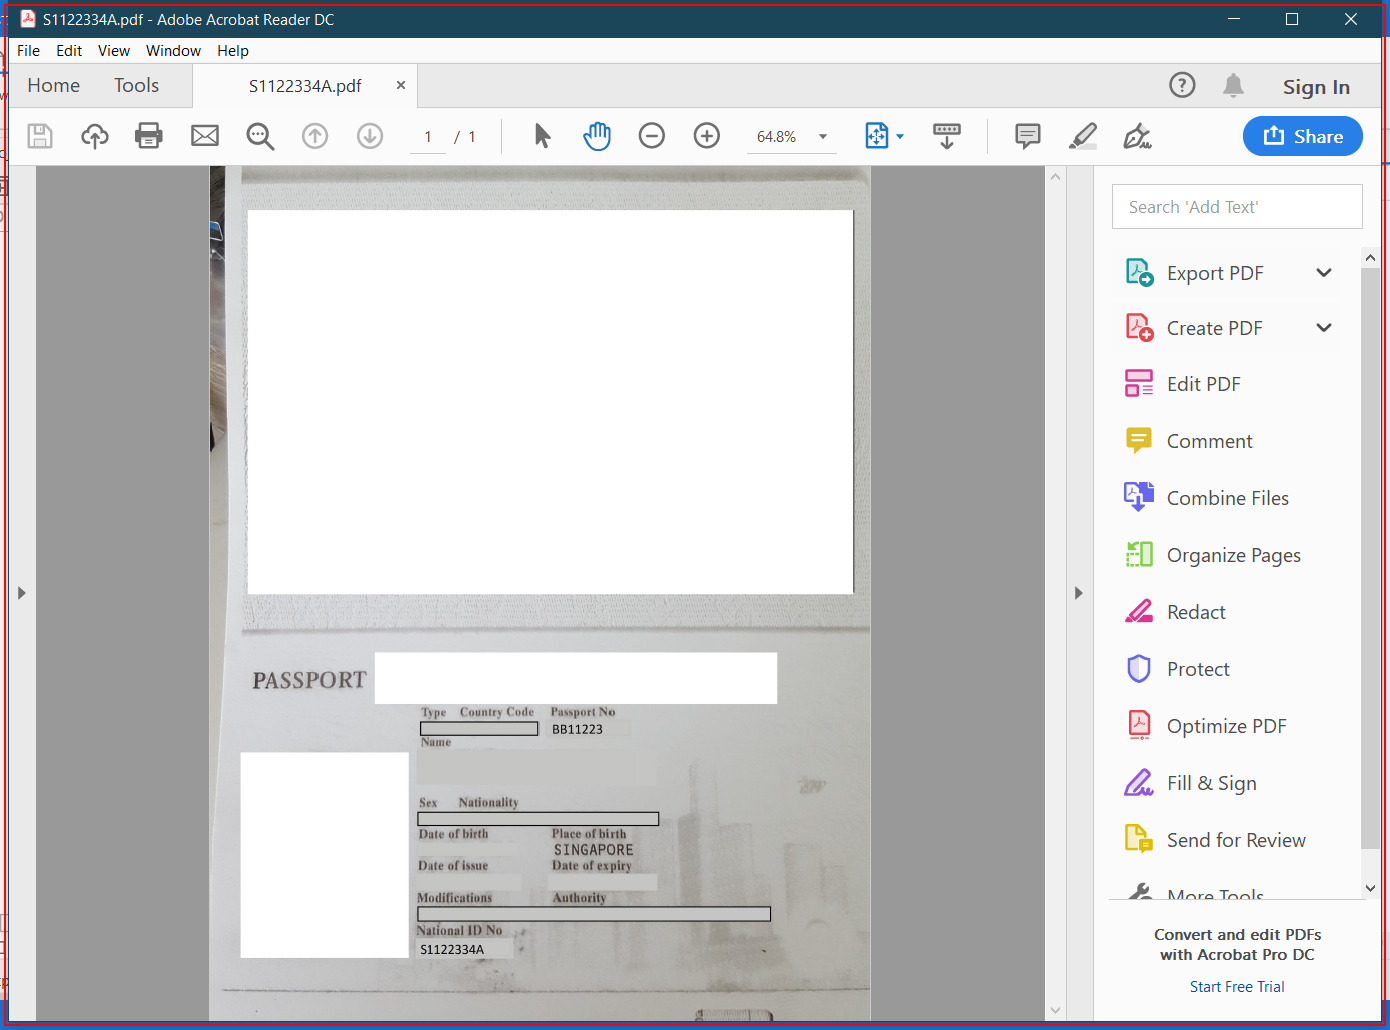 S1122334A.pdf - Adobe Acrobat Reader DC
File Edit View Window Help
Home Tools S1122334A.pdf × Sign In
1 / 1 64.8% Share
Search 'Add Text'
Export PDF
Create PDF
Edit PDF
Comment
Combine Files
Organize Pages
Redact
Protect
Optimize PDF
Fill & Sign
Send for Review
More Tools
Convert and edit PDFs
with Acrobat Pro DC
Start Free Trial
PASSPORT
Type Country Code Passport No
BB11223
Name
Sex Nationality
Date of birth Place of birth
SINGAPORE
Date of issue Date of expiry
Modifications Authority
National ID No
S1122334A